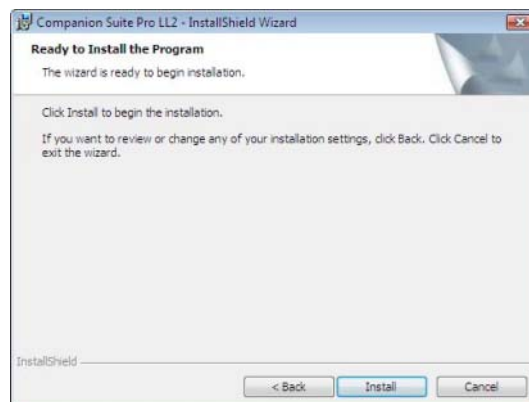 Companion Suite Pro LL2 - InstallShield Wizard
Ready to Install the Program
The wizard is ready to begin installation.
Click Install to begin the installation.
If you want to review or change any of your installation settings, click Back. Click Cancel to
exit the wizard.
InstallShield
< Back
Install
Cancel